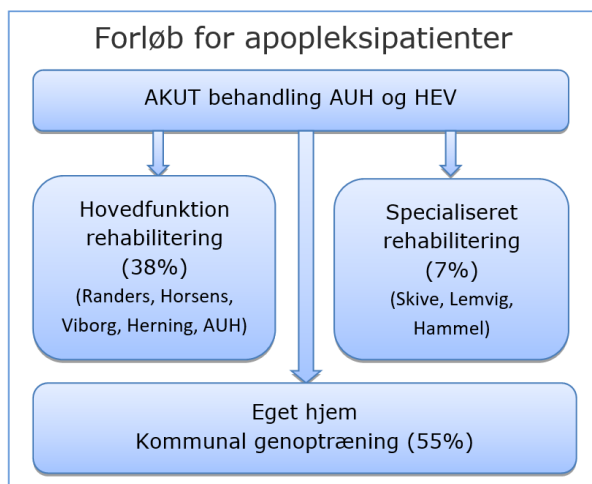 Forløb for apopleksipatienter
AKUT behandling AUH og HEV
Hovedfunktion
rehabilitering
(38%)
(Randers, Horsens,
Viborg, Herning, AUH)
Specialiseret
rehabilitering
(7%)
(Skive, Lemvig,
Hammel)
Eget hjem
Kommunal genoptræning (55%)